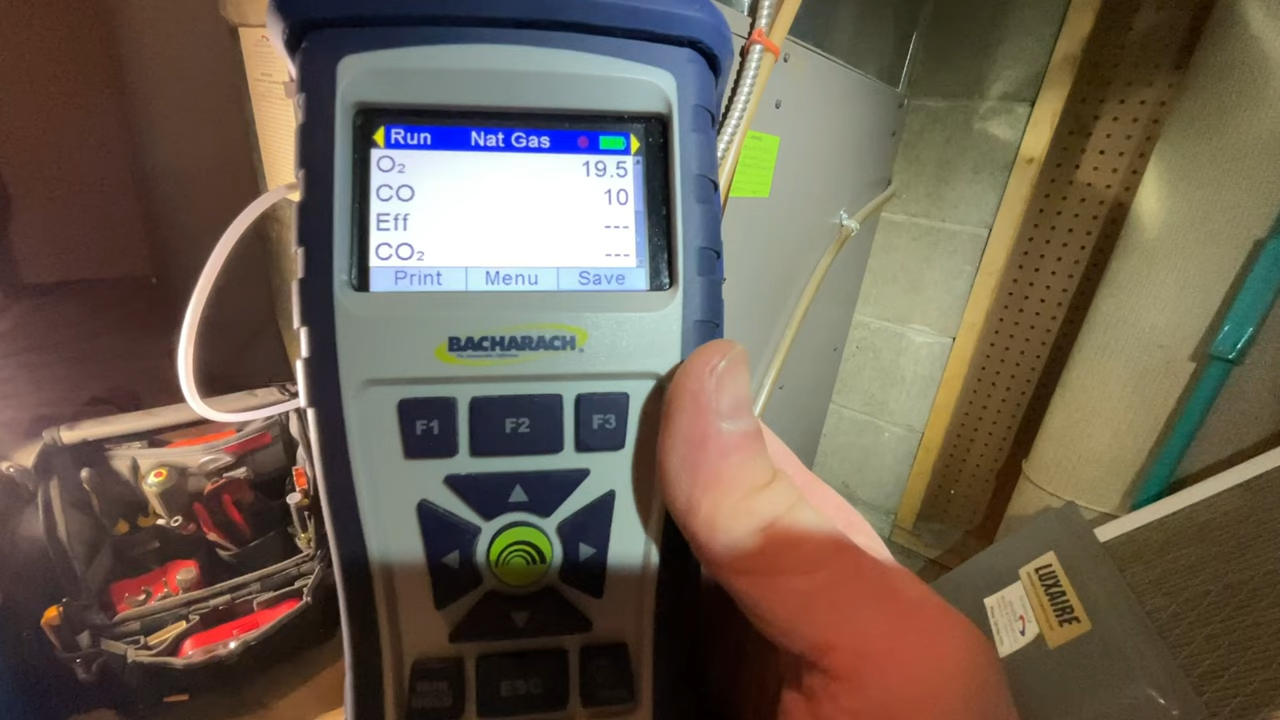 Run Nat Gas
O₂ 19.5
CO 10
Eff ---
CO₂ ---
Print Menu Save
BACHARACH
F1 F2 F3
ESC
LUXAIRE